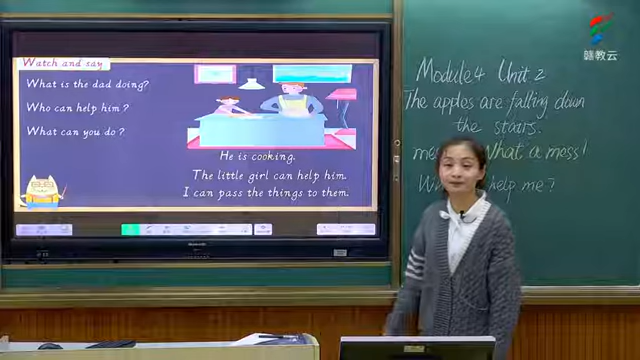 Watch and say
What is the dad doing?
Who can help him?
What can you do?
He is cooking.
The little girl can help him.
I can pass the things to them.
赣教云
Module 4 Unit 2
The apples are falling down
the stairs.
What a mess!
help me?